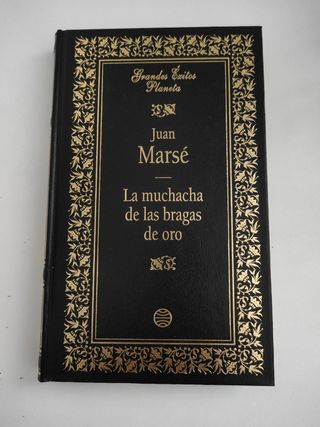 Grandes Éxitos
Planeta
Juan
Marsé
La muchacha
de las bragas
de oro